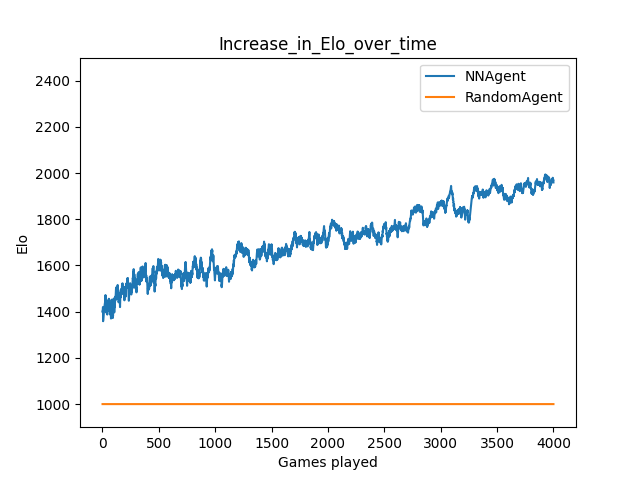 Increase_in_Elo_over_time
NNAgent
RandomAgent
2400
2200
2000
1800
1600
1400
1200
1000
Elo
0 500 1000 1500 2000 2500 3000 3500 4000
Games played